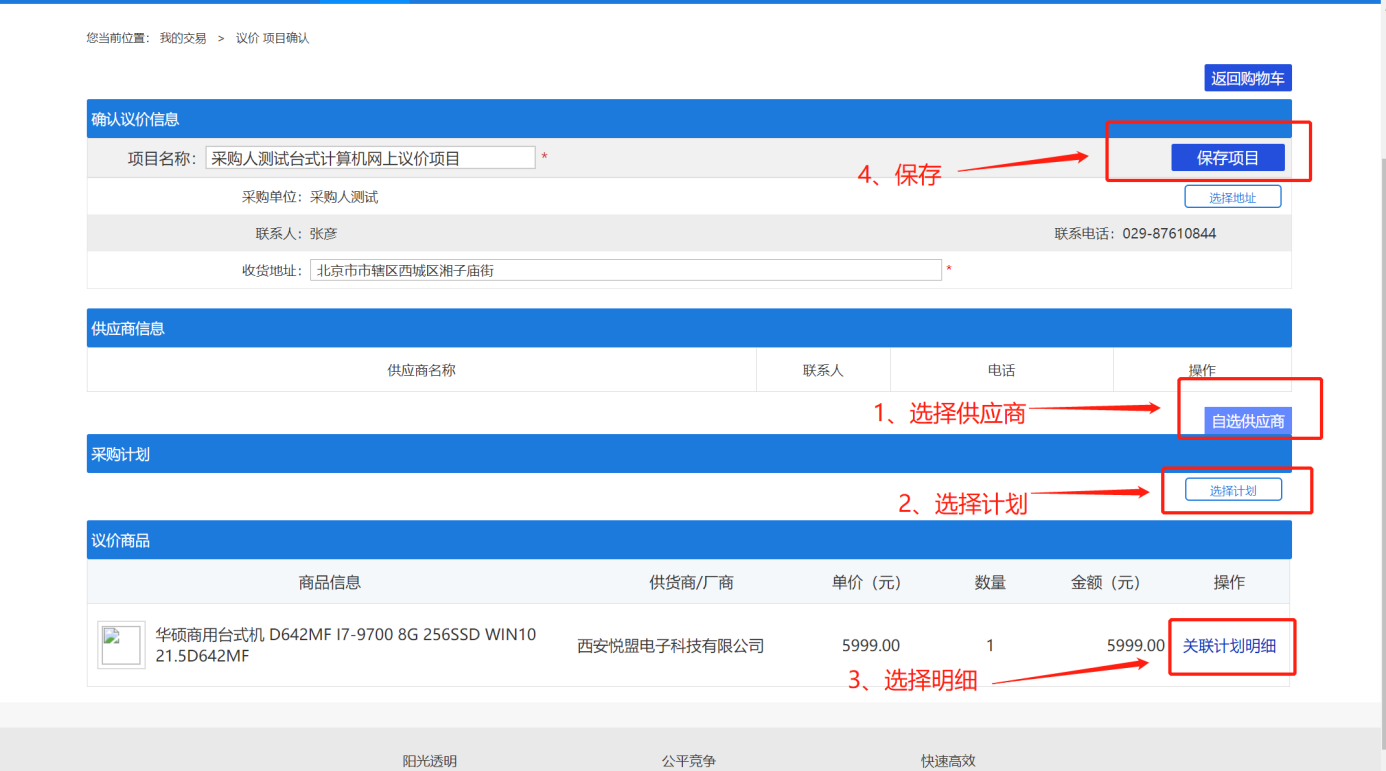 您当前位置： 我的交易 > 议价 项目确认
返回购物车
确认议价信息
项目名称： 采购人测试台式计算机网上议价项目 *
保存项目
4、保存
采购单位： 采购人测试
选择地址
联系人： 张彦
联系电话： 029-87610844
收货地址： 北京市市辖区西城区湘子庙街 *
供应商信息
供应商名称 联系人 电话 操作
1、选择供应商
自选供应商
采购计划
选择计划
2、选择计划
议价商品
商品信息 供货商/厂商 单价（元） 数量 金额（元） 操作
华硕商用台式机 D642MF I7-9700 8G 256SSD WIN10
21.5D642MF
西安悦盟电子科技有限公司 5999.00 1 5999.00 关联计划明细
3、选择明细
阳光透明 公平竞争 快速高效